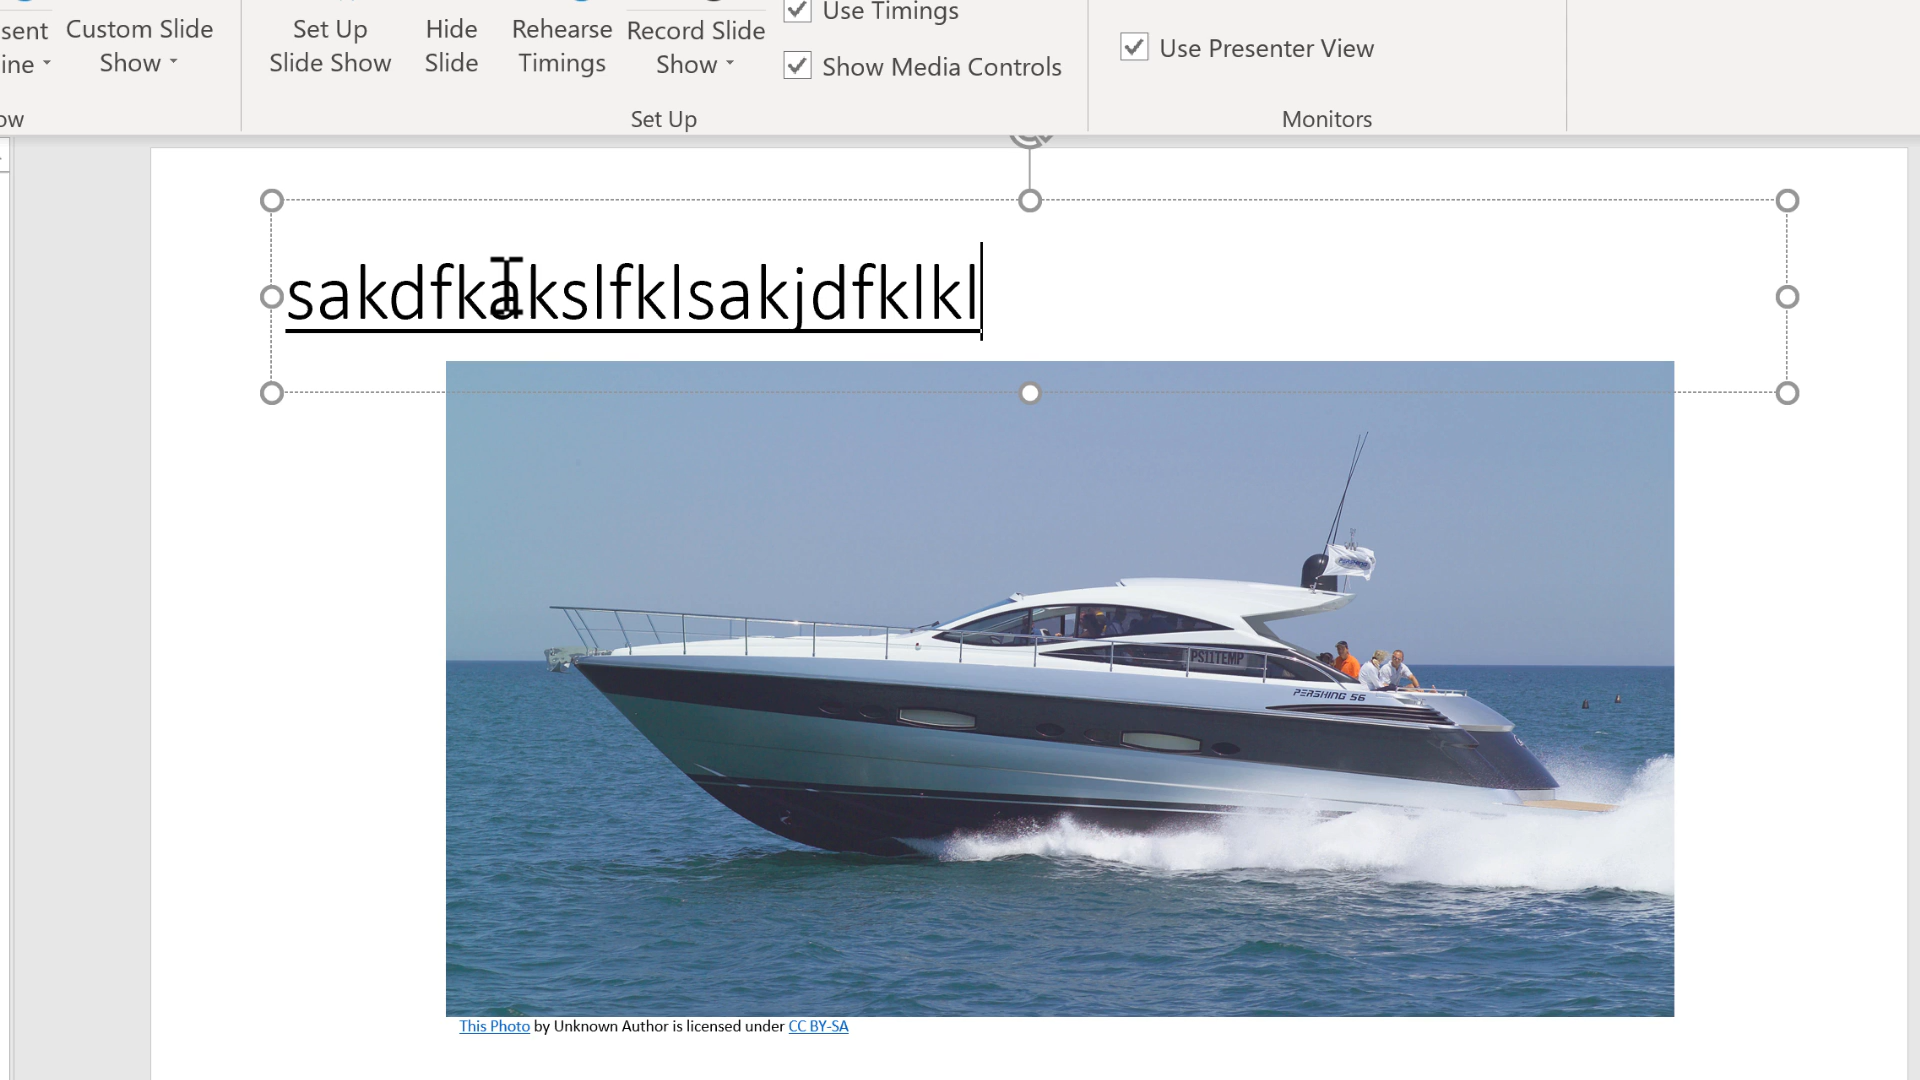 sent
ine
Custom Slide
Show
Set Up
Slide Show
Hide
Slide
Rehearse
Timings
Record Slide
Show
Use Timings
Show Media Controls
Use Presenter View
ow
Set Up
Monitors
sakdfkakslfklsakjdfklkl
PS11TEMP
PERSHING 56
This Photo by Unknown Author is licensed under CC BY-SA